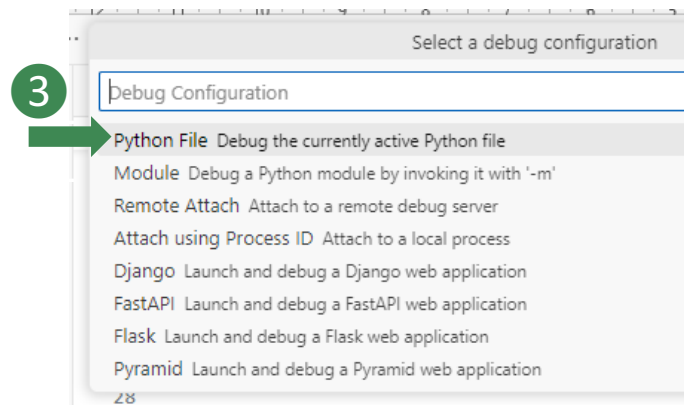 Select a debug configuration
3
Debug Configuration
Python File Debug the currently active Python file
Module Debug a Python module by invoking it with '-m'
Remote Attach Attach to a remote debug server
Attach using Process ID Attach to a local process
Django Launch and debug a Django web application
FastAPI Launch and debug a FastAPI web application
Flask Launch and debug a Flask web application
Pyramid Launch and debug a Pyramid web application
28